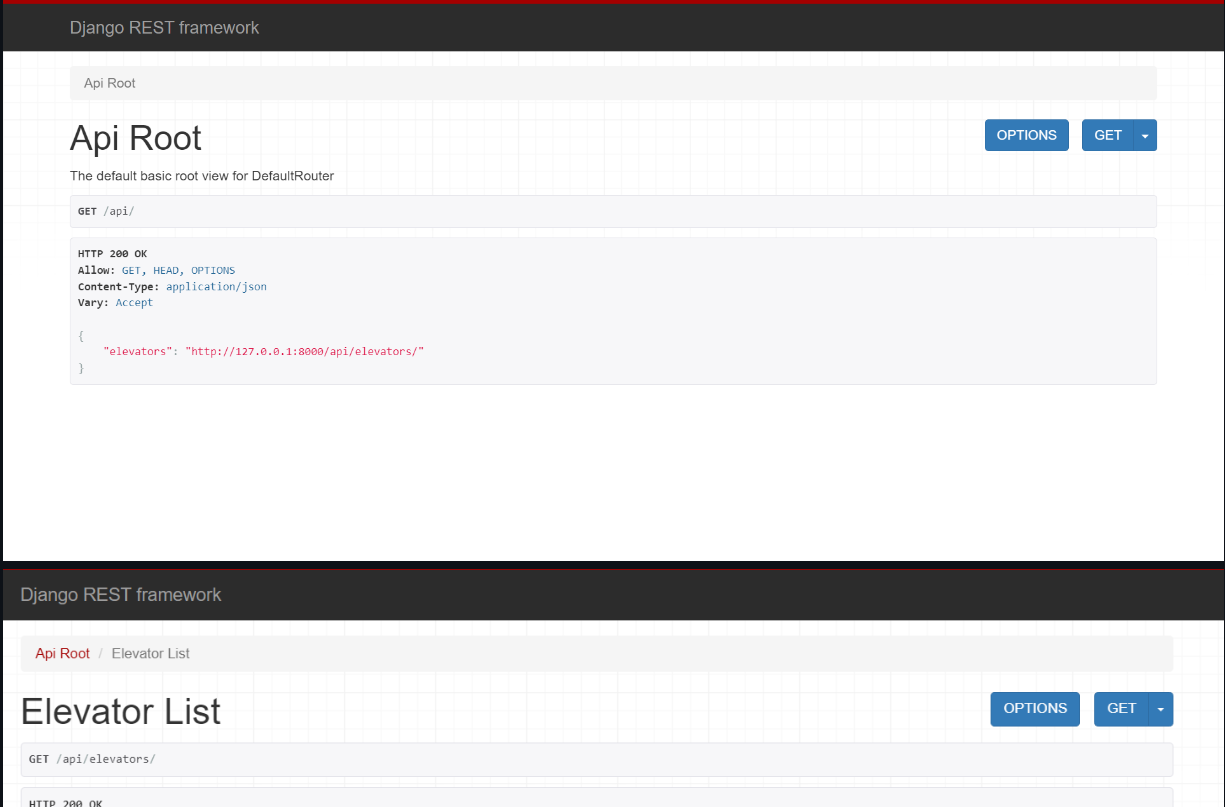 Django REST framework
Api Root
Api Root
OPTIONS GET
The default basic root view for DefaultRouter
GET /api/
HTTP 200 OK
Allow: GET, HEAD, OPTIONS
Content-Type: application/json
Vary: Accept
{
"elevators": "http://127.0.0.1:8000/api/elevators/"
}
Django REST framework
Api Root / Elevator List
Elevator List
OPTIONS GET
GET /api/elevators/
HTTP 200 OK